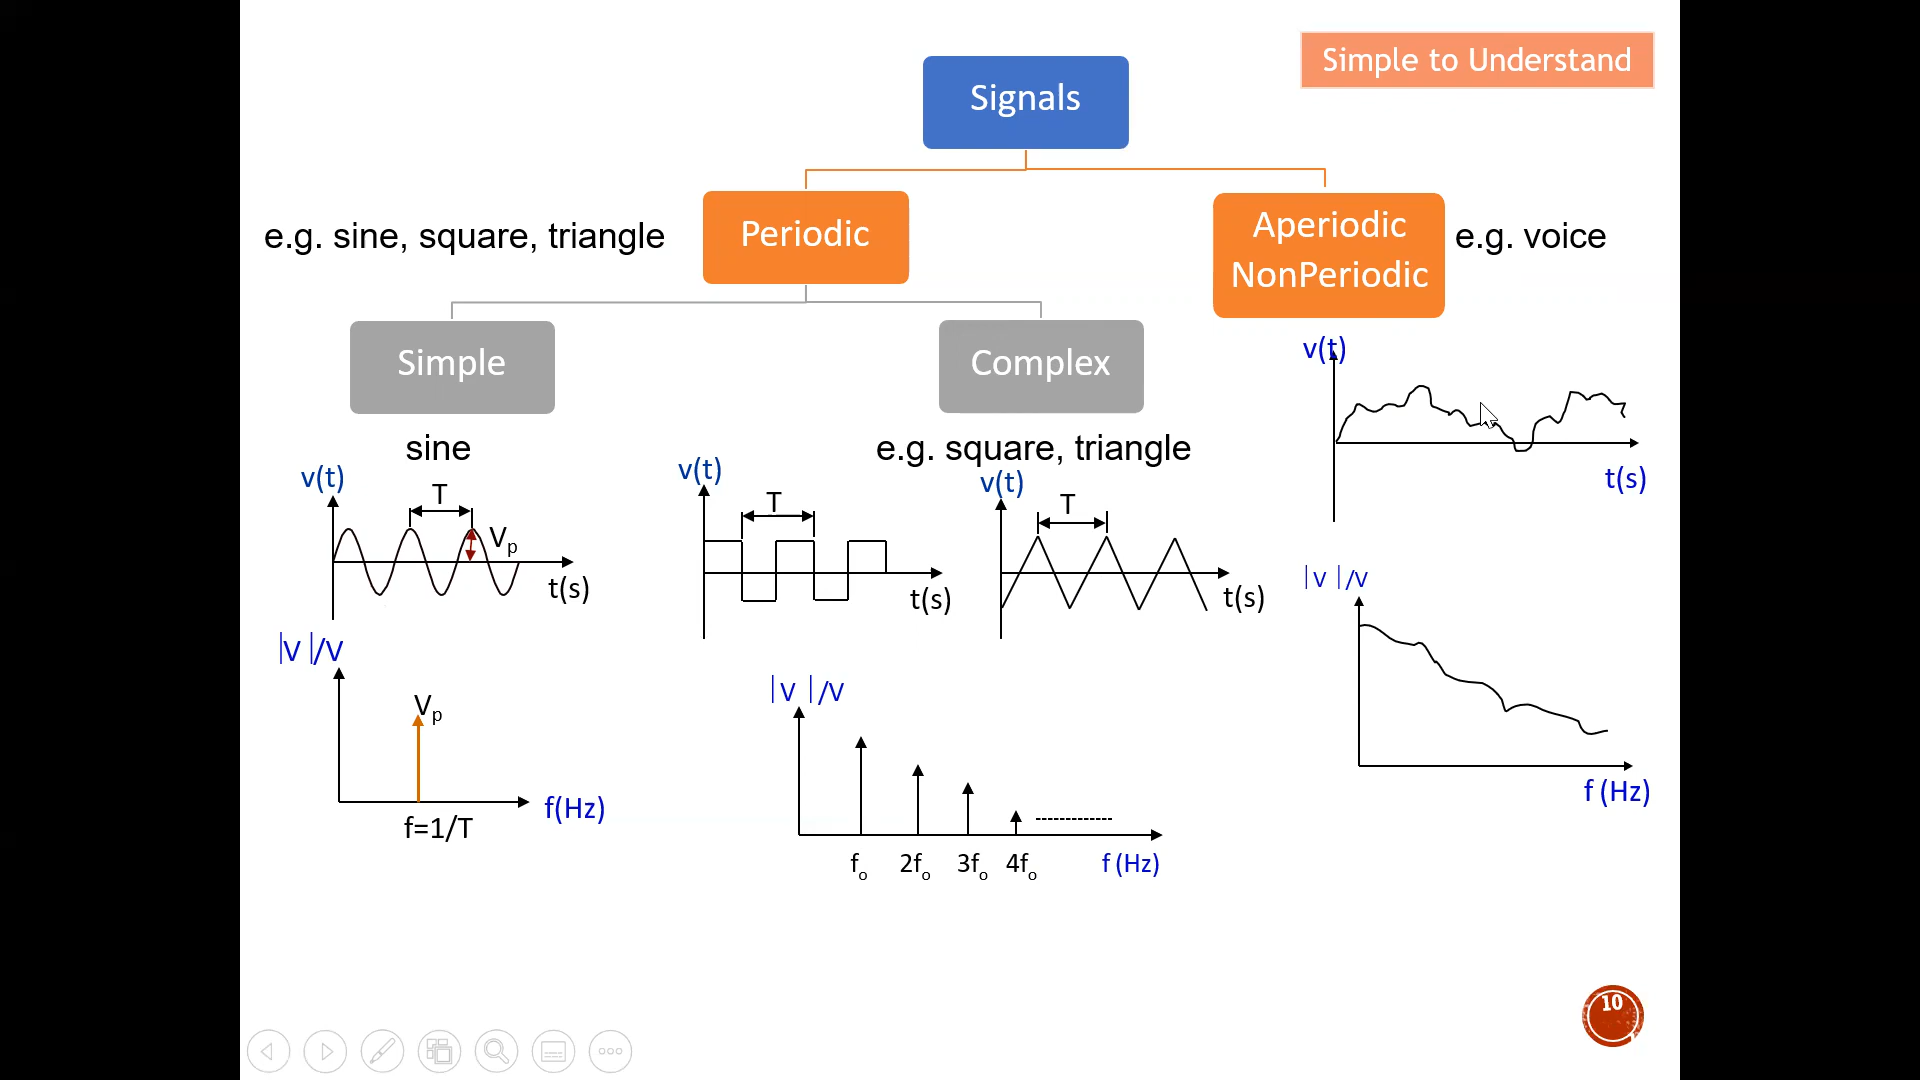 Simple to Understand
Signals
e.g. sine, square, triangle
Periodic
Aperiodic
NonPeriodic
e.g. voice
Simple
Complex
v(t)
sine
e.g. square, triangle
v(t)
T
Vp
t(s)
v(t)
T
t(s)
v(t)
T
t(s)
t(s)
|V |/V
Vp
f(Hz)
f=1/T
|V |/V
fo 2fo 3fo 4fo f (Hz)
|V |/V
f (Hz)
10